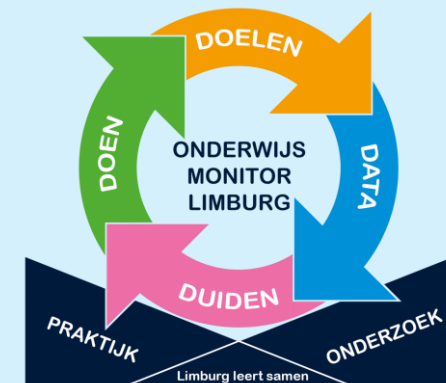 DOELEN
DOEN
ONDERWIJS
MONITOR
LIMBURG
DATA
DUIDEN
PRAKTIJK
ONDERZOEK
Limburg leert samen